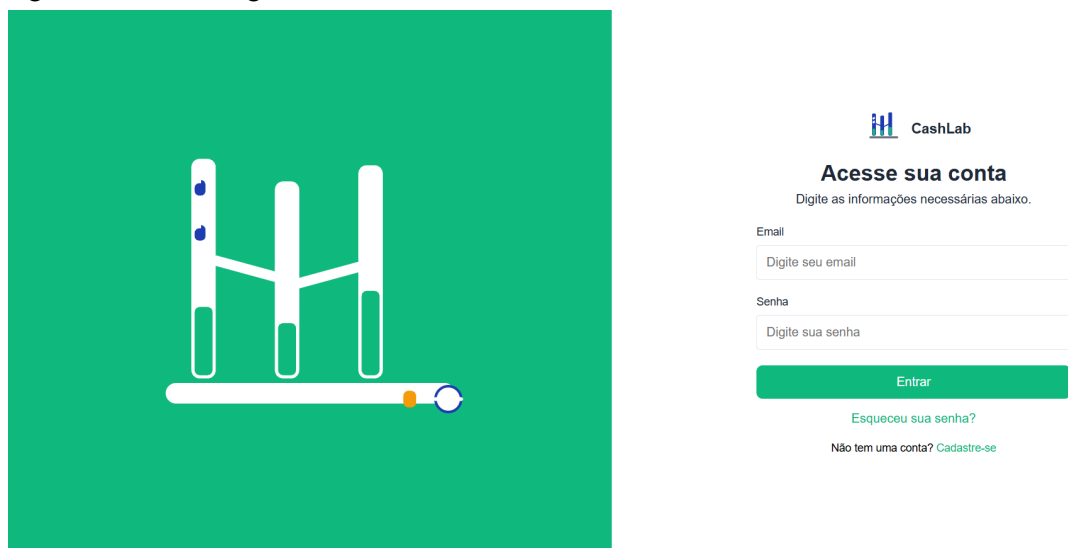 CashLab
Acesse sua conta
Digite as informações necessárias abaixo.
Email
Digite seu email
Senha
Digite sua senha
Entrar
Esqueceu sua senha?
Não tem uma conta? Cadastre-se